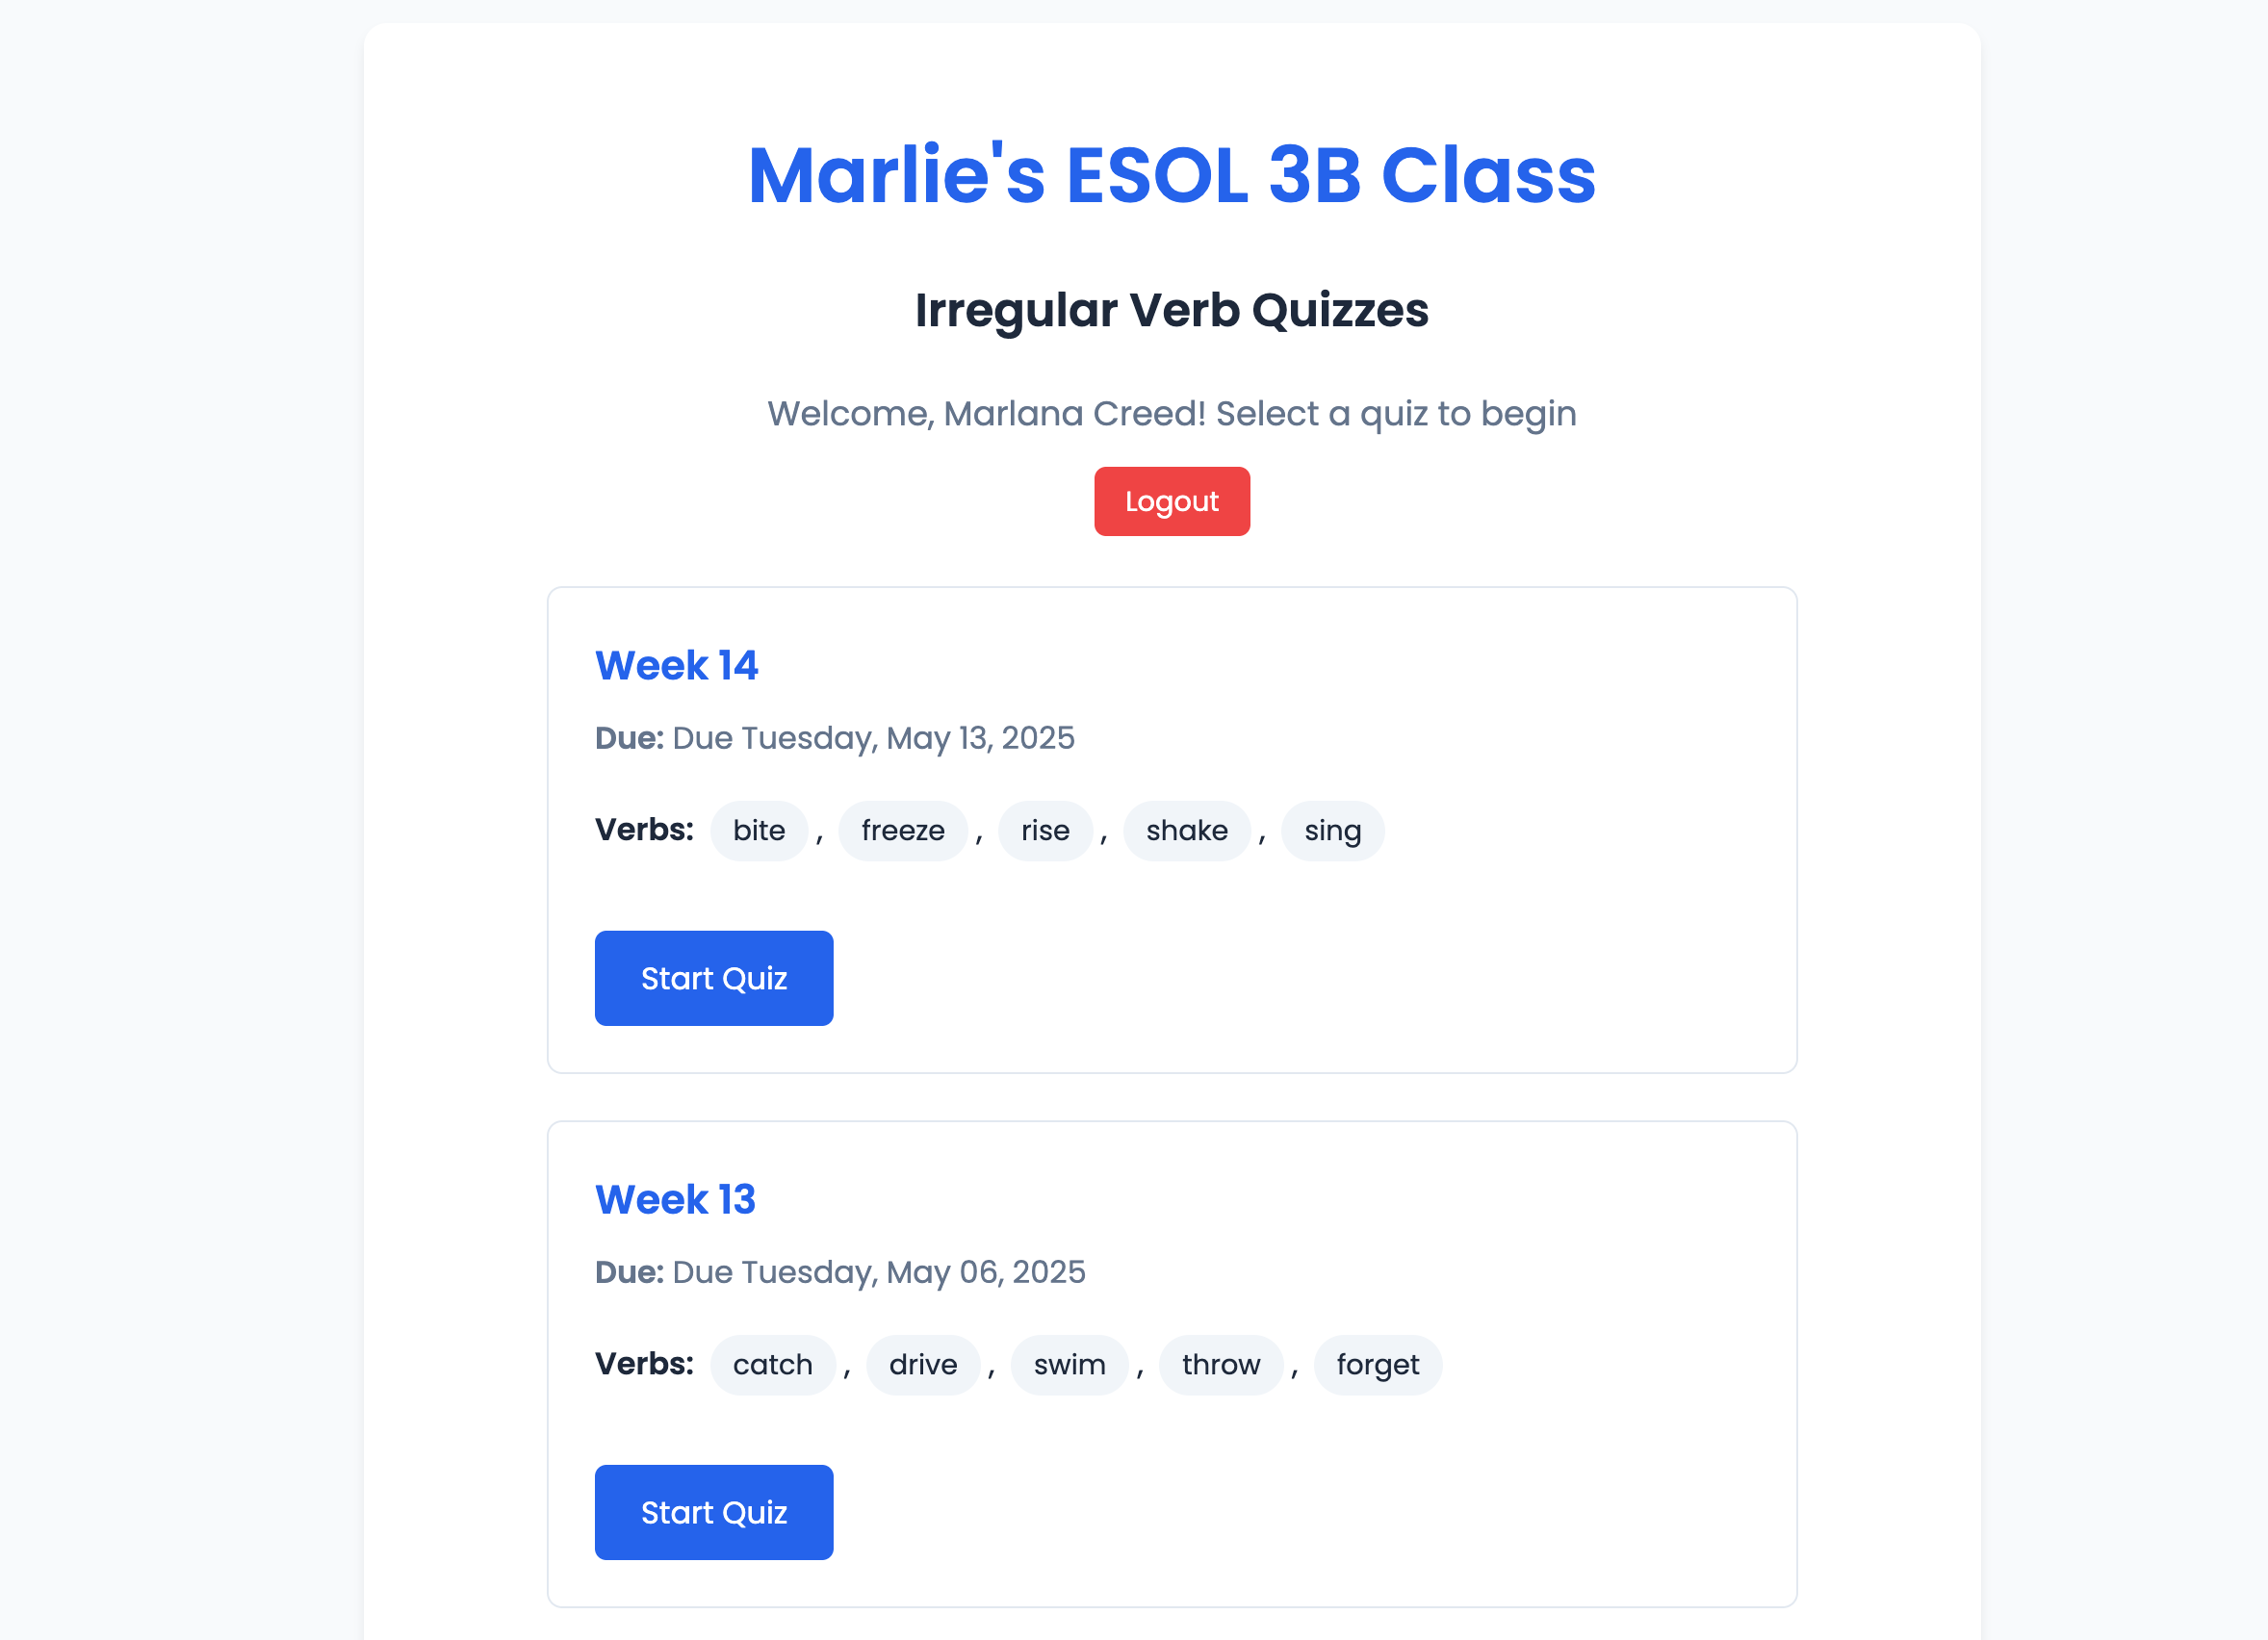 Marlie's ESOL 3B Class
Irregular Verb Quizzes
Welcome, Marlana Creed! Select a quiz to begin
Logout
Week 14
Due: Due Tuesday, May 13, 2025
Verbs: bite , freeze , rise , shake , sing
Start Quiz
Week 13
Due: Due Tuesday, May 06, 2025
Verbs: catch , drive , swim , throw , forget
Start Quiz